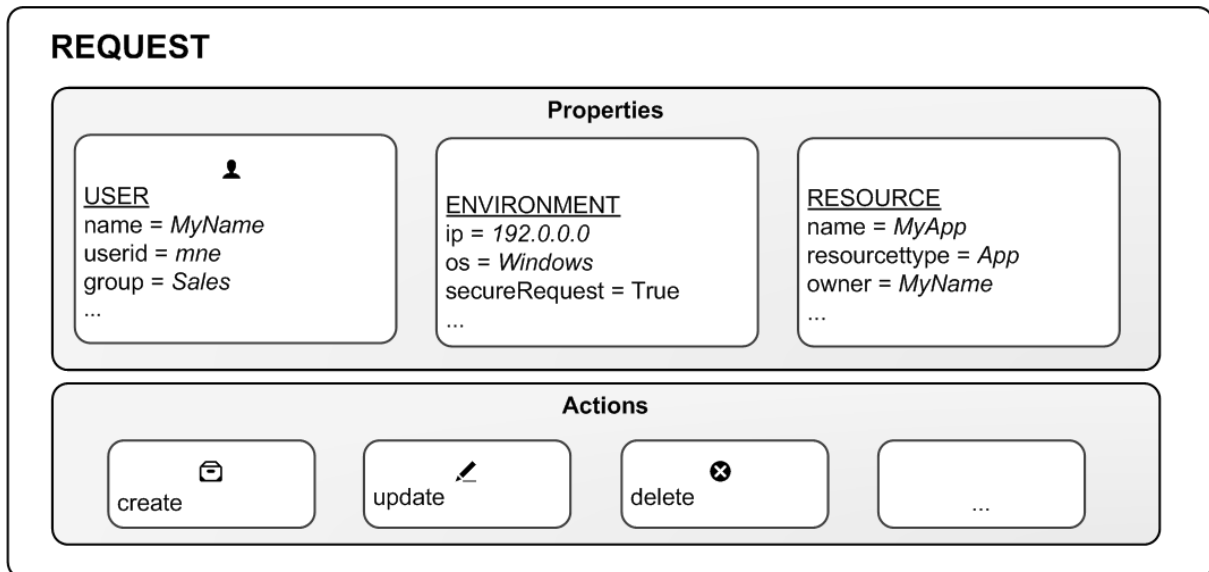 REQUEST
Properties
USER
name = MyName
userid = mne
group = Sales
...
ENVIRONMENT
ip = 192.0.0.0
os = Windows
secureRequest = True
...
RESOURCE
name = MyApp
resourcettype = App
owner = MyName
...
Actions
create
update
delete
...